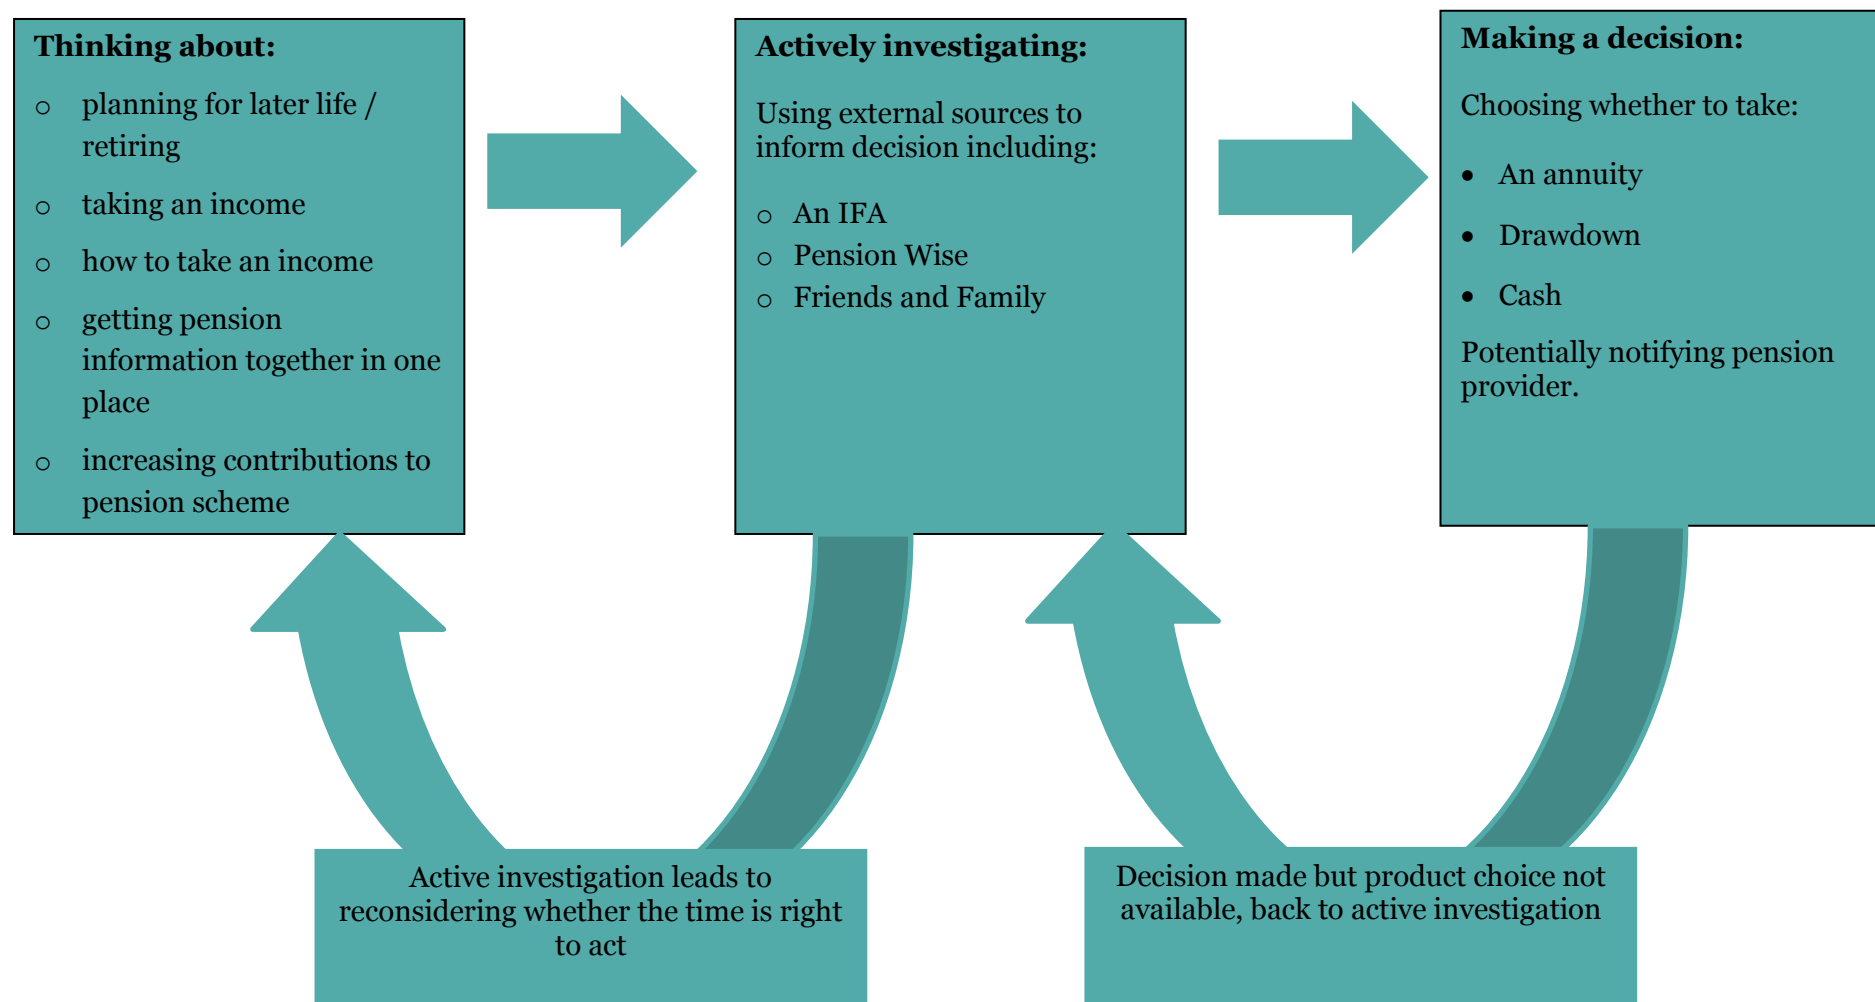 Thinking about:
o planning for later life /
retiring
o taking an income
o how to take an income
o getting pension
information together in one
place
o increasing contributions to
pension scheme
Actively investigating:
Using external sources to
inform decision including:
o An IFA
o Pension Wise
o Friends and Family
Making a decision:
Choosing whether to take:
• An annuity
• Drawdown
• Cash
Potentially notifying pension
provider.
Active investigation leads to
reconsidering whether the time is right
to act
Decision made but product choice not
available, back to active investigation